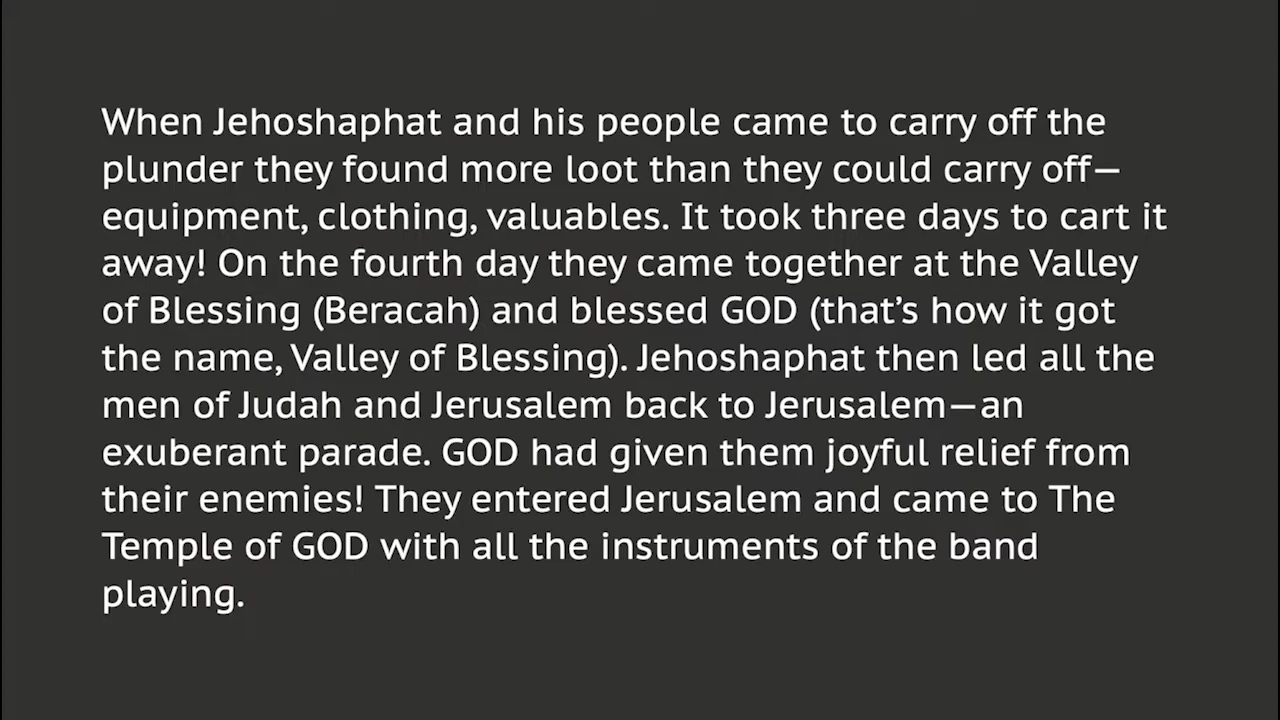 When Jehoshaphat and his people came to carry off the
plunder they found more loot than they could carry off—
equipment, clothing, valuables. It took three days to cart it
away! On the fourth day they came together at the Valley
of Blessing (Beracah) and blessed GOD (that’s how it got
the name, Valley of Blessing). Jehoshaphat then led all the
men of Judah and Jerusalem back to Jerusalem—an
exuberant parade. GOD had given them joyful relief from
their enemies! They entered Jerusalem and came to The
Temple of GOD with all the instruments of the band
playing.